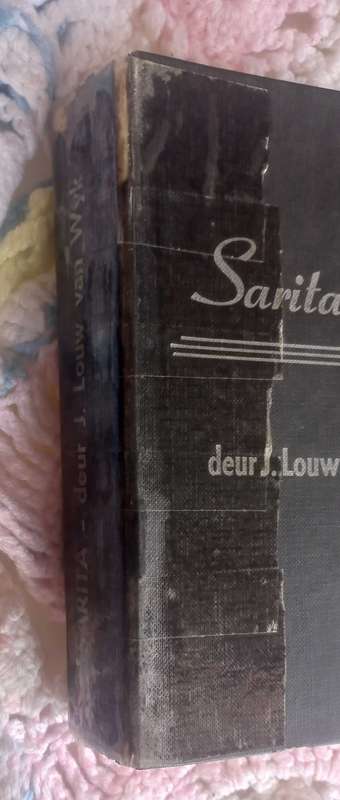 Sarita
deur J. Louw
SARITA - deur J. Louw van Wyk